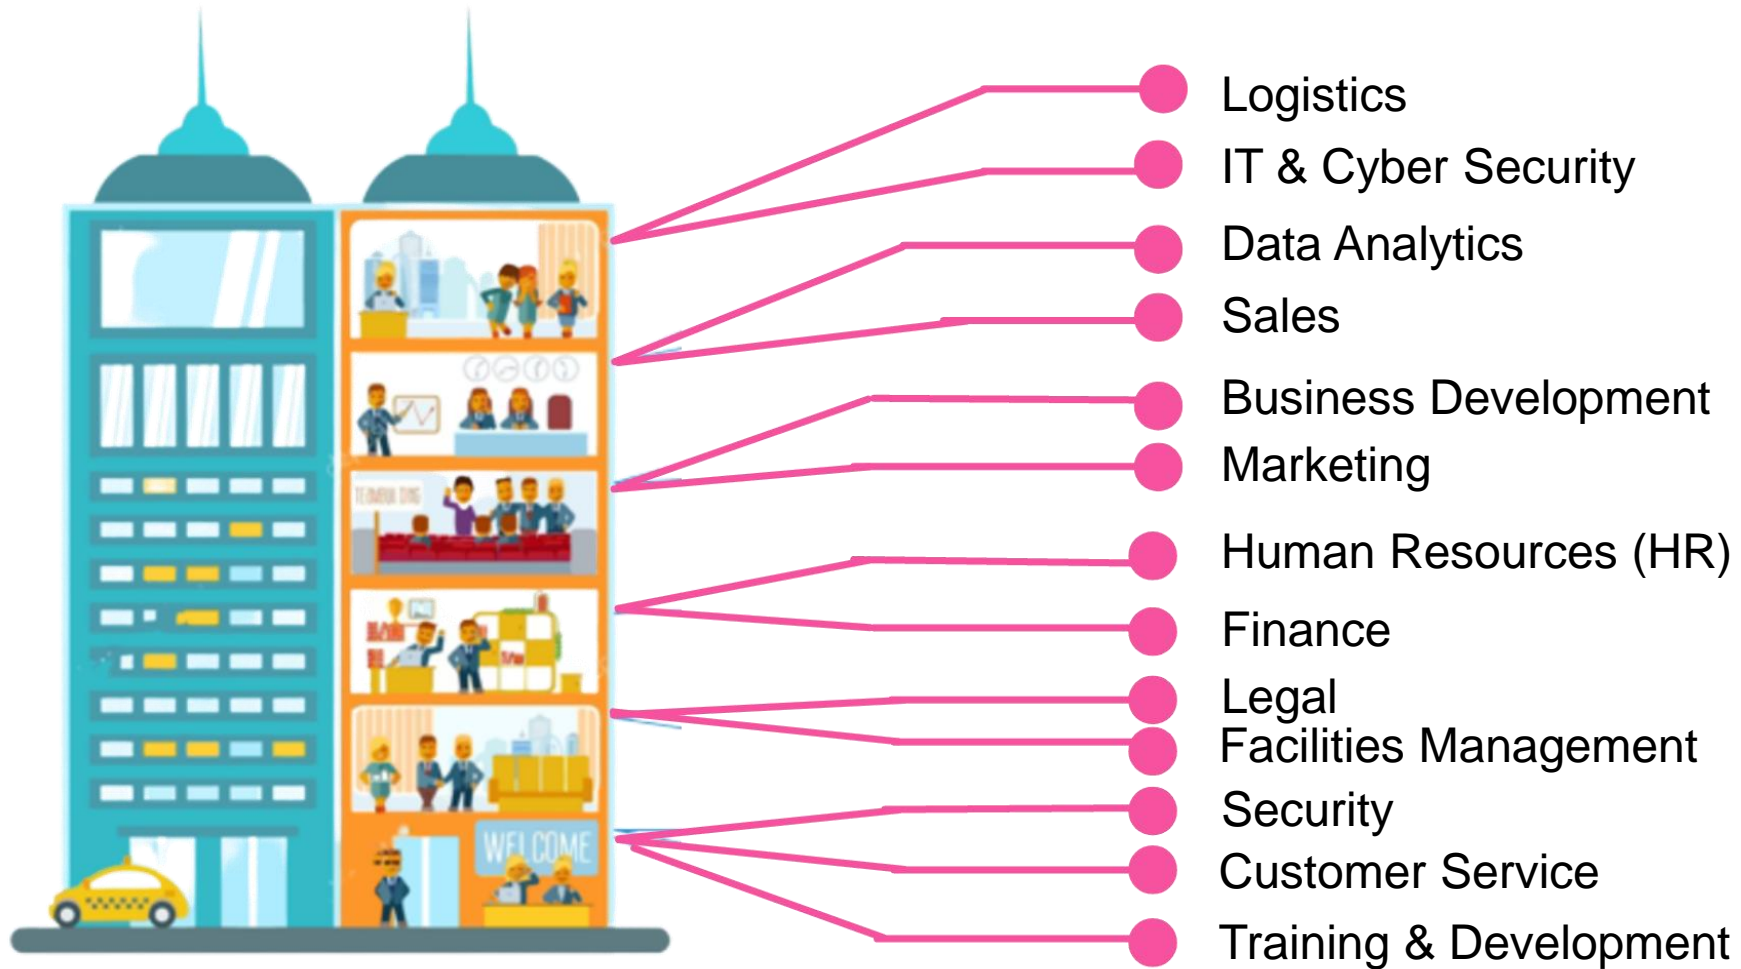 Logistics
IT & Cyber Security
Data Analytics
Sales
Business Development
Marketing
TEAMBUILDING
Human Resources (HR)
Finance
Legal
Facilities Management
Security
WELCOME
Customer Service
Training & Development